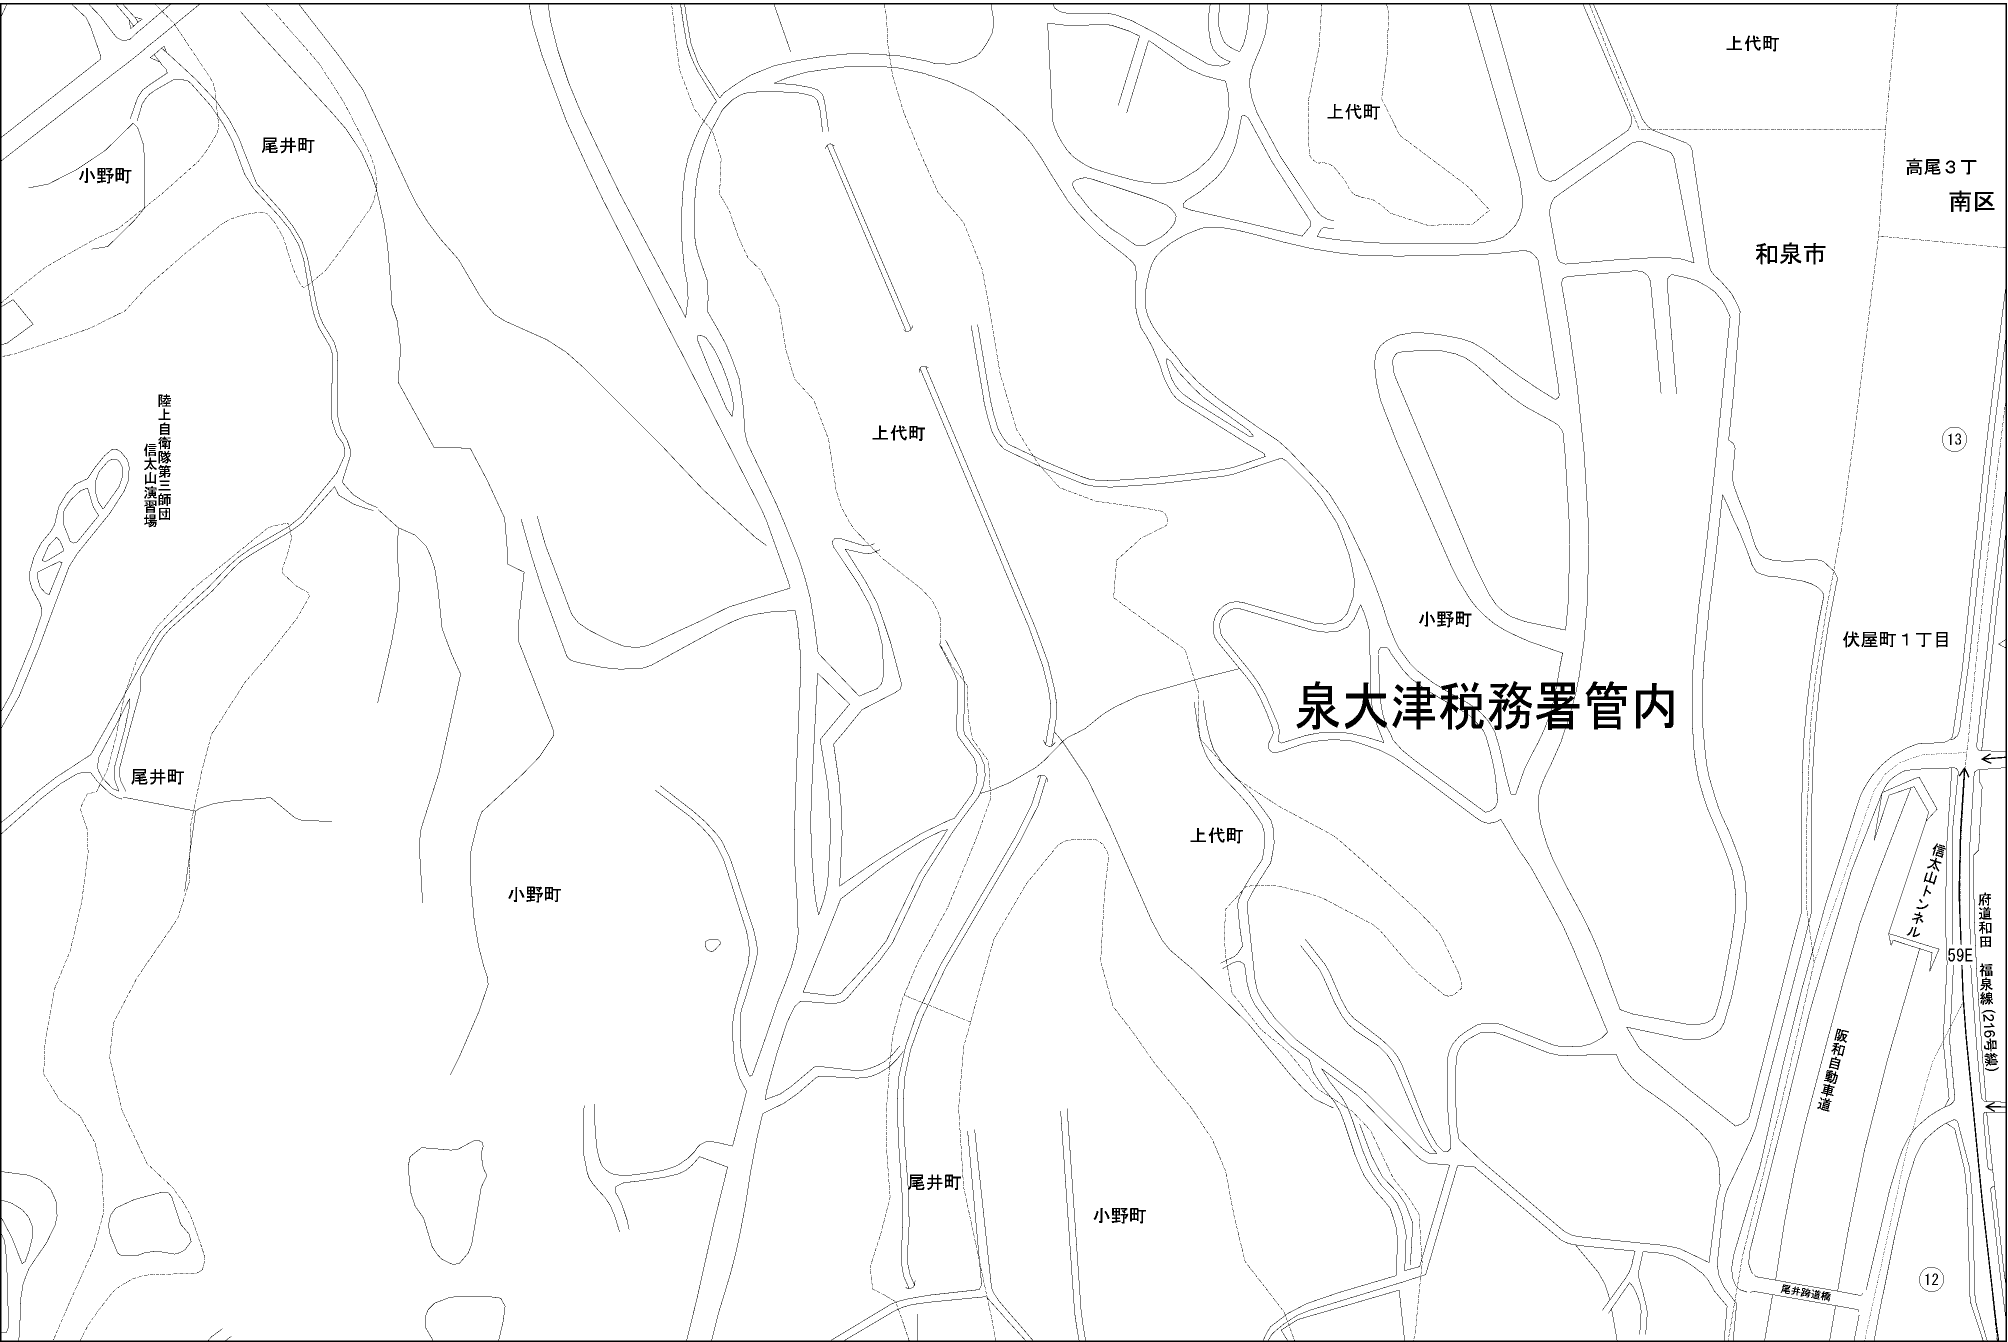 上代町
上代町
尾井町
高尾３丁
小野町
南区
和泉市
陸上自衛隊第三師団
信太山演習場
上代町
13
小野町
伏屋町１丁目
泉大津税務署管内
尾井町
上代町
信太山トンネル
小野町
府道和田　福泉線(216号線)
59E
阪和自動車道
尾井町
小野町
12
尾井跨道橋